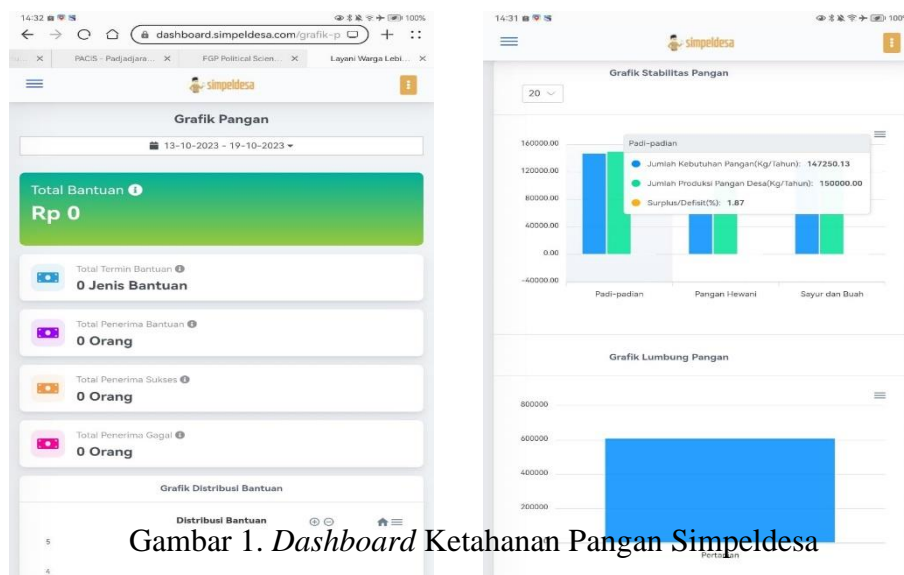 14:32
100%
dashboard.simpeldesa.com/grafik-p
PACIS - Padjadjara...
FGP Political Scien...
Layani Warga Lebi...
simpeldesa
Grafik Pangan
13-10-2023 - 19-10-2023
Total Bantuan
Rp 0
Total Termin Bantuan
0 Jenis Bantuan
Total Penerima Bantuan
0 Orang
Total Penerima Sukses
0 Orang
Total Penerima Gagal
0 Orang
Grafik Distribusi Bantuan
Distribusi Bantuan
5
4
14:31
100%
simpeldesa
Grafik Stabilitas Pangan
20
160000.00
120000.00
80000.00
40000.00
0.00
-40000.00
Padi-padian
Jumlah Kebutuhan Pangan(Kg/Tahun): 147250.13
Jumlah Produksi Pangan Desa(Kg/Tahun): 150000.00
Surplus/Defisit(%): 1.87
Padi-padian
Pangan Hewani
Sayur dan Buah
Grafik Lumbung Pangan
800000
600000
400000
200000
Pertanian
Gambar 1. Dashboard Ketahanan Pangan Simpeldesa